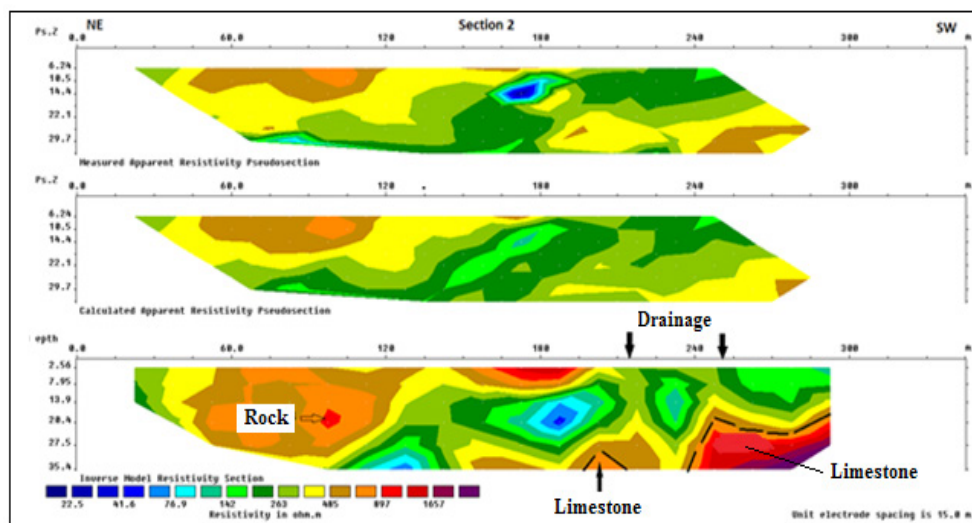 NE Section 2 SW
Ps.Z 0.0 60.0 120 180 240 300 m.
6.24
10.5
14.4
22.1
29.7
Measured Apparent Resistivity Pseudosection
Ps.Z 0.0 60.0 120 180 240 300 m.
6.24
10.5
14.4
22.1
29.7
Calculated Apparent Resistivity Pseudosection
Drainage
epth 0.0 60.0 120 180 240 300 m.
2.56
7.95
13.9
20.4
Rock
27.5
35.4
Limestone
Inverse Model Resistivity Section
Limestone
22.5 41.6 76.9 142 263 485 897 1657
Resistivity in ohm.m
Unit electrode spacing is 15.0 m